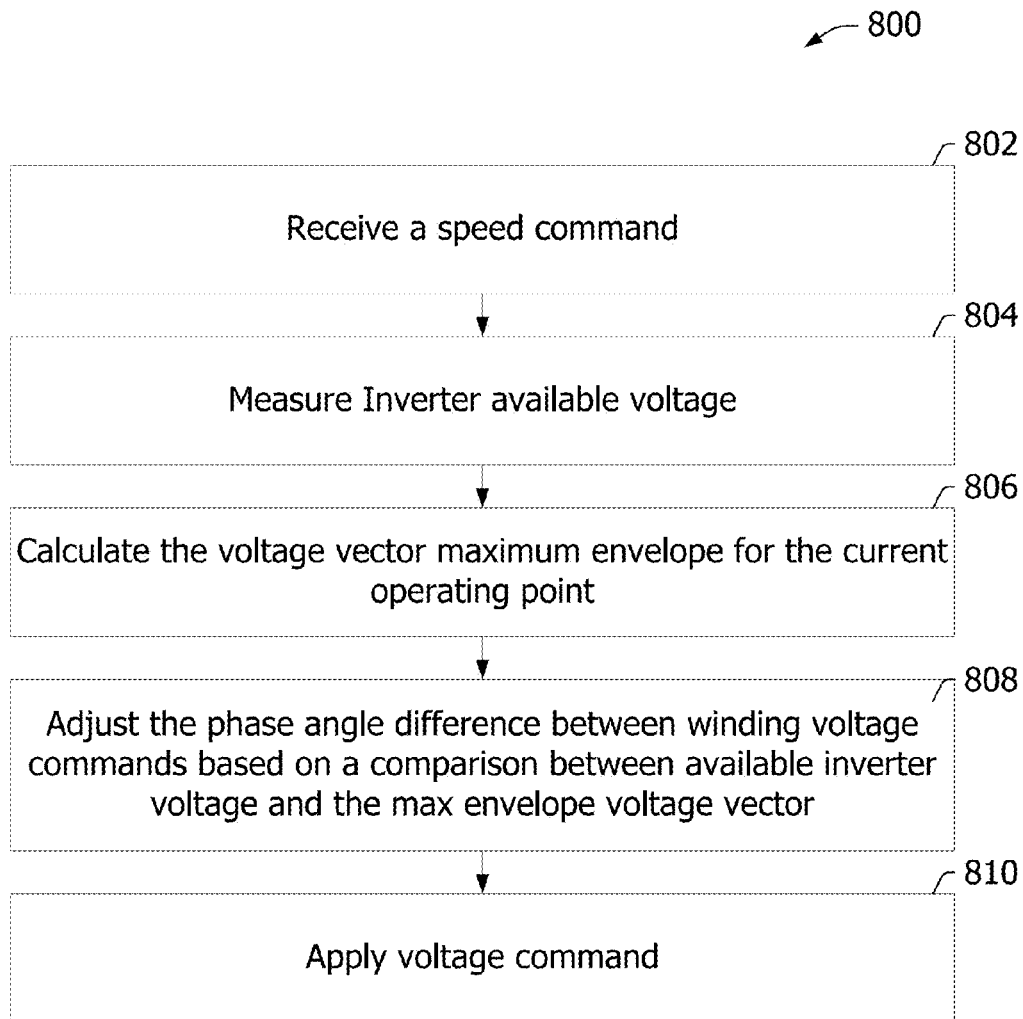 800
802
Receive a speed command
804
Measure Inverter available voltage
806
Calculate the voltage vector maximum envelope for the current
operating point
808
Adjust the phase angle difference between winding voltage
commands based on a comparison between available inverter
voltage and the max envelope voltage vector
810
Apply voltage command